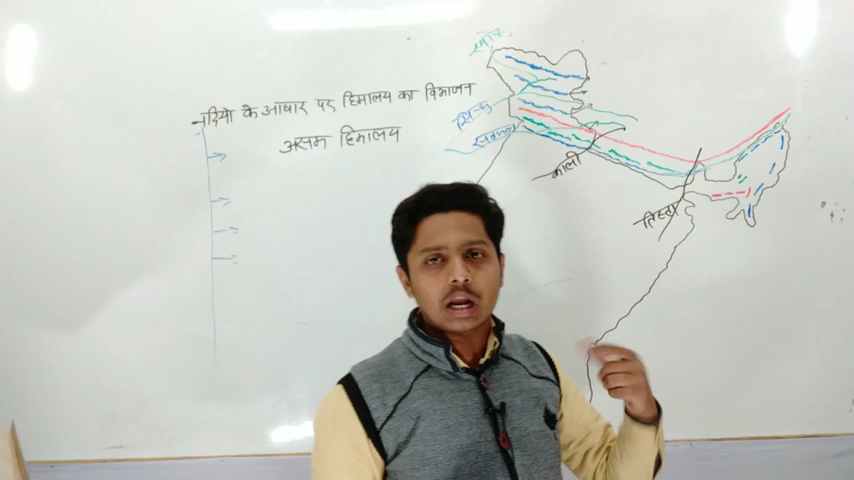 नदियो के आधार पर हिमालय का विभाजन
असम हिमालय
सिन्धु
सतलज
काली
तिस्ता